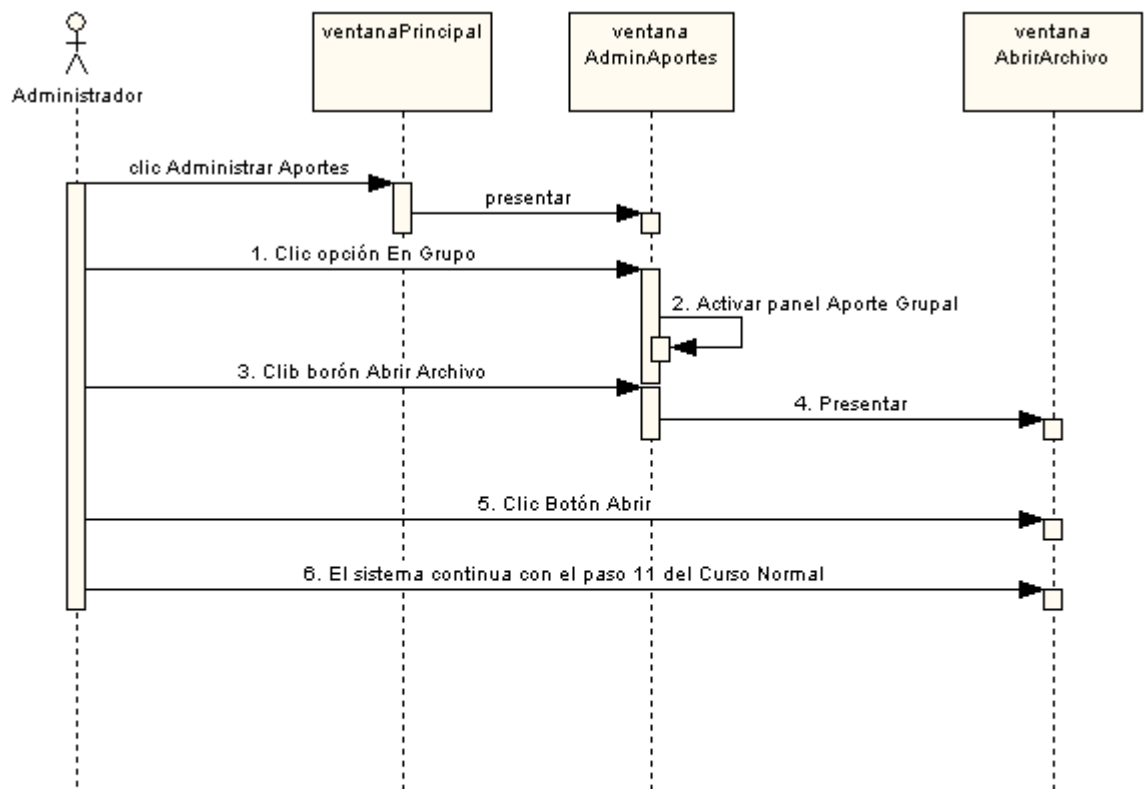 ventanaPrincipal
ventana
AdminAportes
ventana
AbrirArchivo
Administrador
clic Administrar Aportes
presentar
1. Clic opción En Grupo
2. Activar panel Aporte Grupal
3. Clib borón Abrir Archivo
4. Presentar
5. Clic Botón Abrir
6. El sistema continua con el paso 11 del Curso Normal